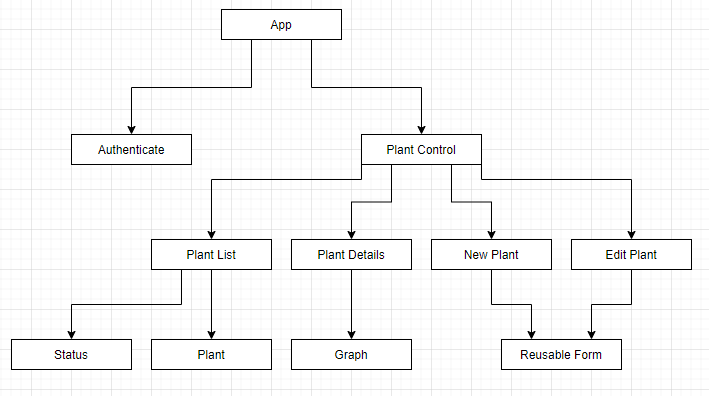 App
Authenticate
Plant Control
Plant List
Plant Details
New Plant
Edit Plant
Status
Plant
Graph
Reusable Form